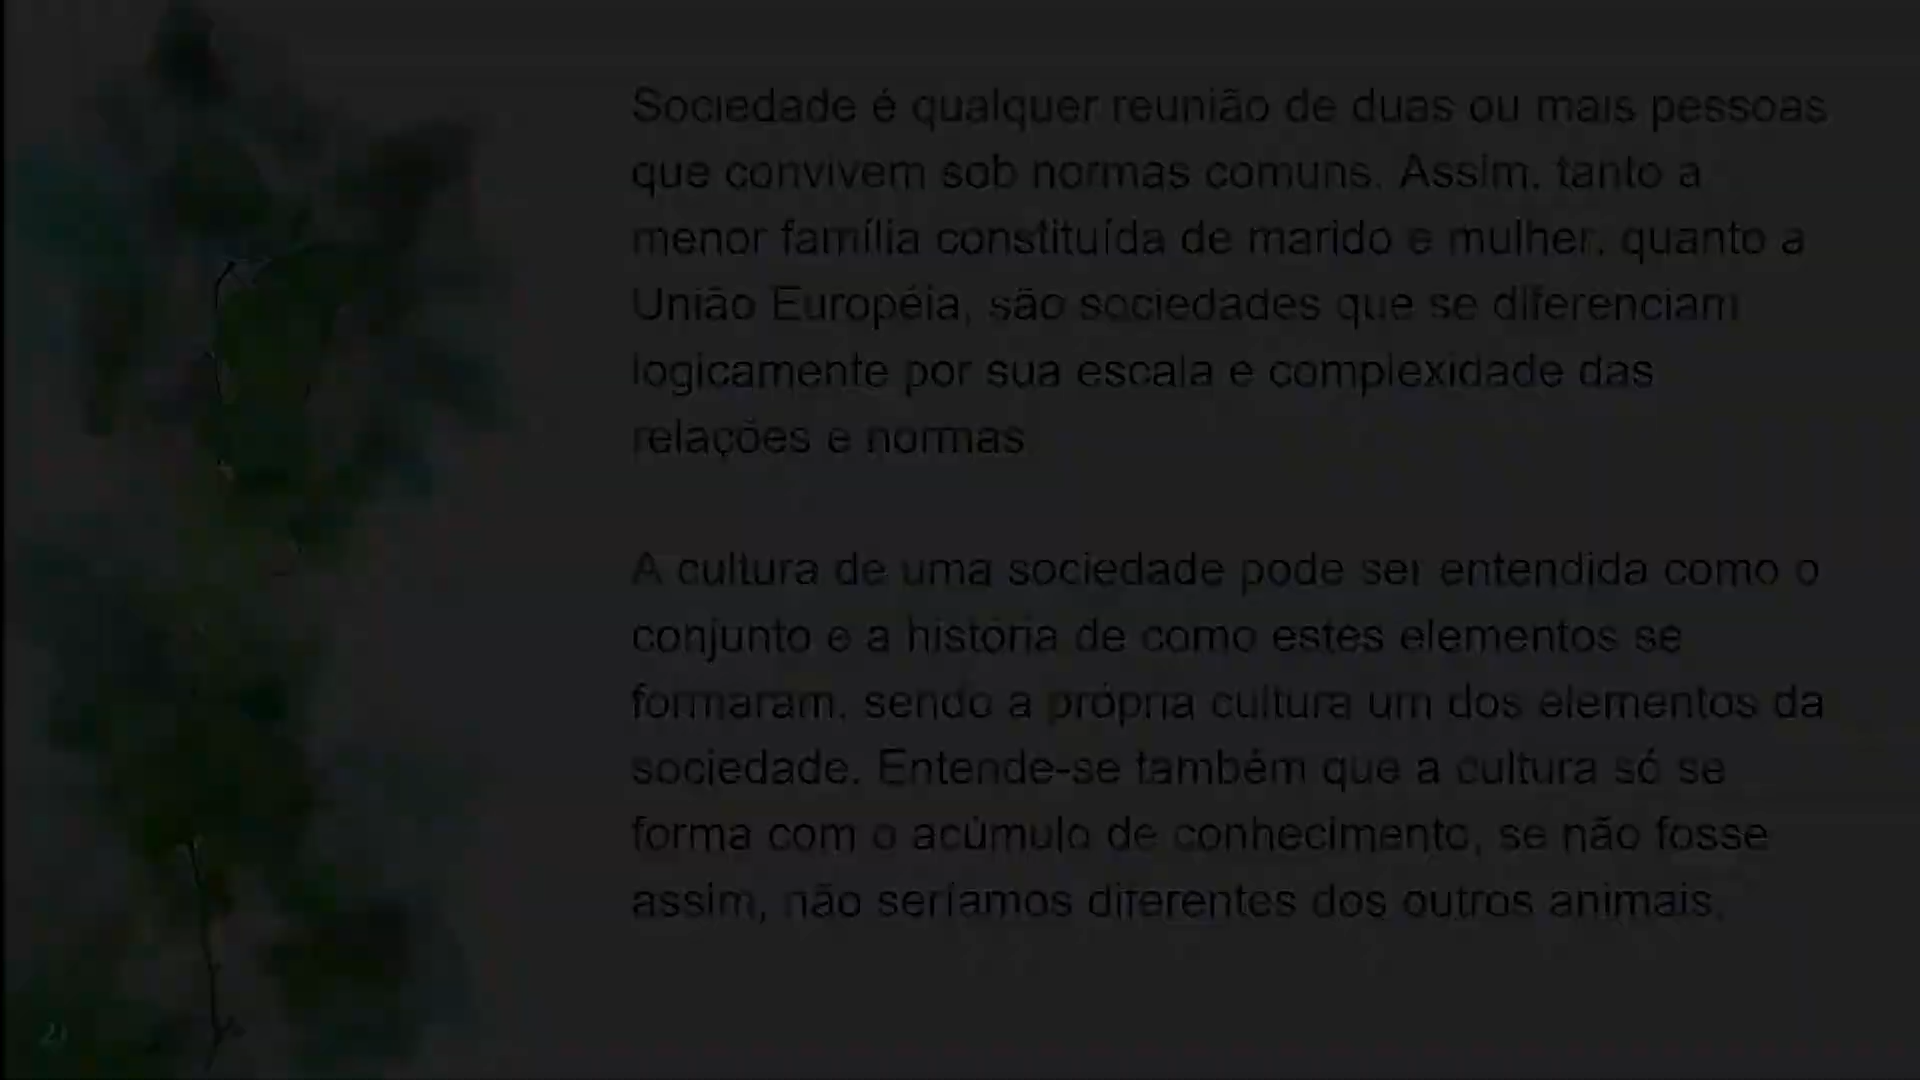 Sociedade é qualquer reunião de duas ou mais pessoas
que convivem sob normas comuns. Assim, tanto a
menor família constituída de marido e mulher, quanto a
União Européia, são sociedades que se diferenciam
logicamente por sua escala e complexidade das
relações e normas
A cultura de uma sociedade pode ser entendida como o
conjunto e a história de como estes elementos se
formaram, sendo a própria cultura um dos elementos da
sociedade. Entende-se também que a cultura só se
forma com o acúmulo de conhecimento, se não fosse
assim, não seríamos diferentes dos outros animais.